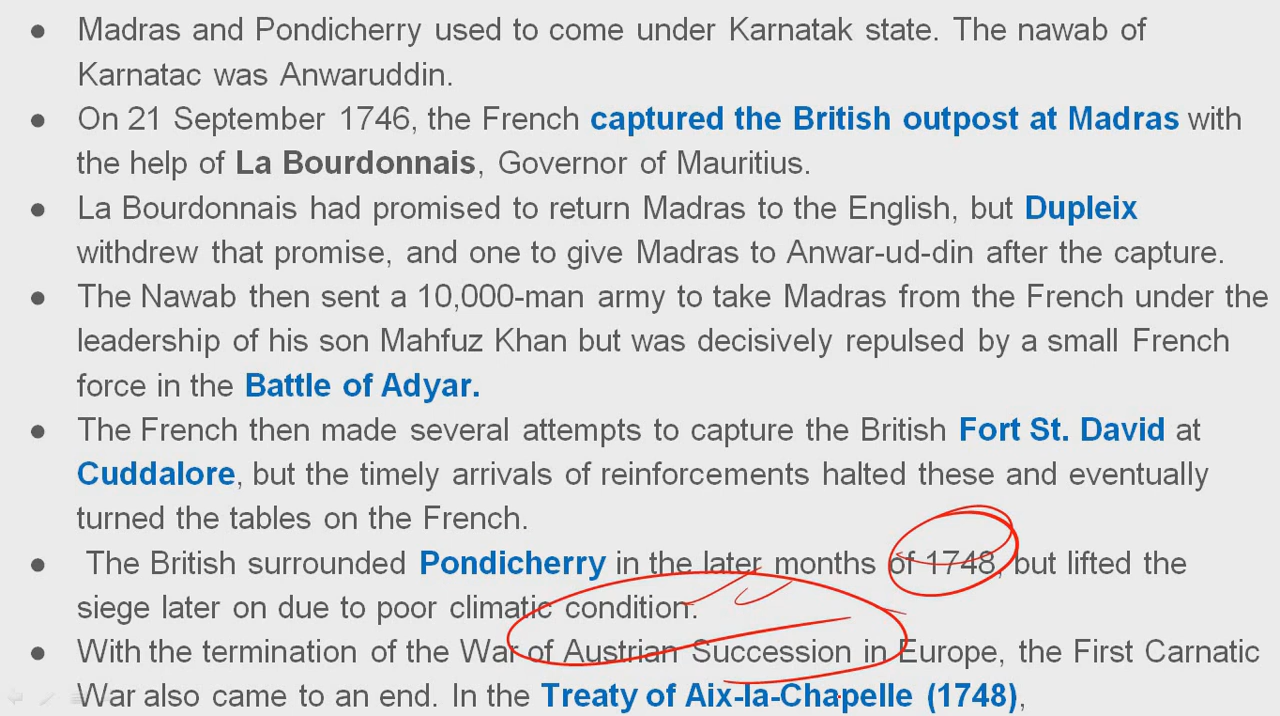 ● Madras and Pondicherry used to come under Karnatak state. The nawab of
Karnatac was Anwaruddin.
● On 21 September 1746, the French captured the British outpost at Madras with
the help of La Bourdonnais, Governor of Mauritius.
● La Bourdonnais had promised to return Madras to the English, but Dupleix
withdrew that promise, and one to give Madras to Anwar-ud-din after the capture.
● The Nawab then sent a 10,000-man army to take Madras from the French under the
leadership of his son Mahfuz Khan but was decisively repulsed by a small French
force in the Battle of Adyar.
● The French then made several attempts to capture the British Fort St. David at
Cuddalore, but the timely arrivals of reinforcements halted these and eventually
turned the tables on the French.
● The British surrounded Pondicherry in the later months of 1748, but lifted the
siege later on due to poor climatic condition.
● With the termination of the War of Austrian Succession in Europe, the First Carnatic
War also came to an end. In the Treaty of Aix-la-Chapelle (1748),